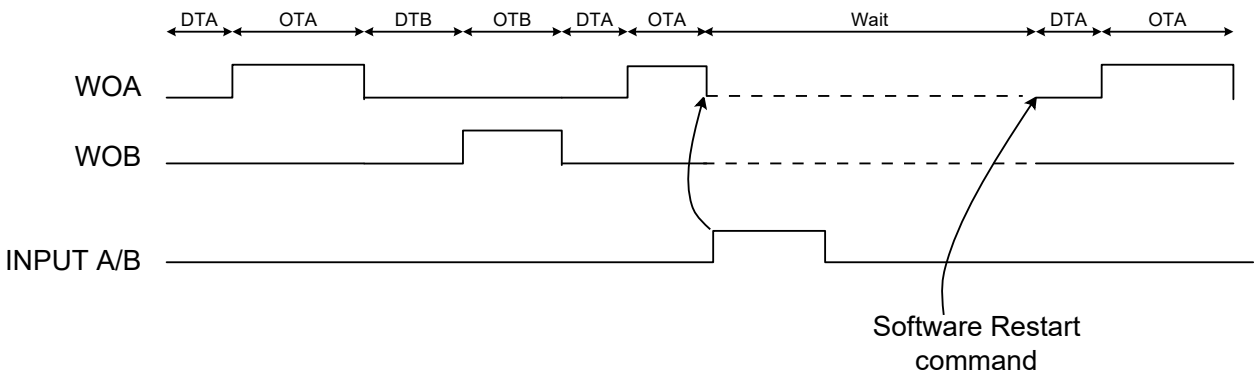 DTA OTA DTB OTB DTA OTA Wait DTA OTA
WOA
WOB
INPUT A/B
Software Restart
command